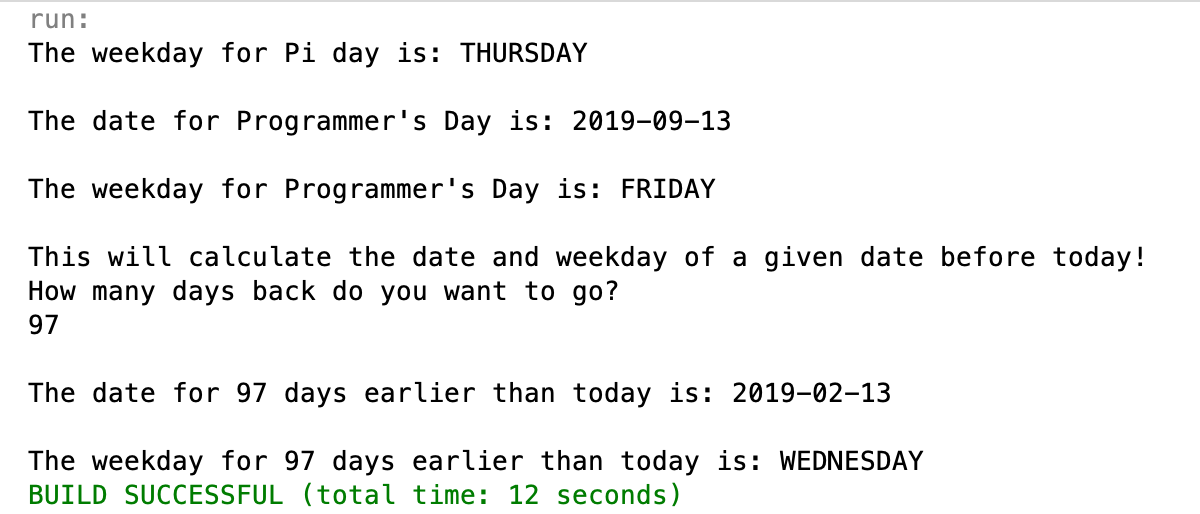 run:
The weekday for Pi day is: THURSDAY
The date for Programmer's Day is: 2019-09-13
The weekday for Programmer's Day is: FRIDAY
This will calculate the date and weekday of a given date before today!
How many days back do you want to go?
97
The date for 97 days earlier than today is: 2019-02-13
The weekday for 97 days earlier than today is: WEDNESDAY
BUILD SUCCESSFUL (total time: 12 seconds)